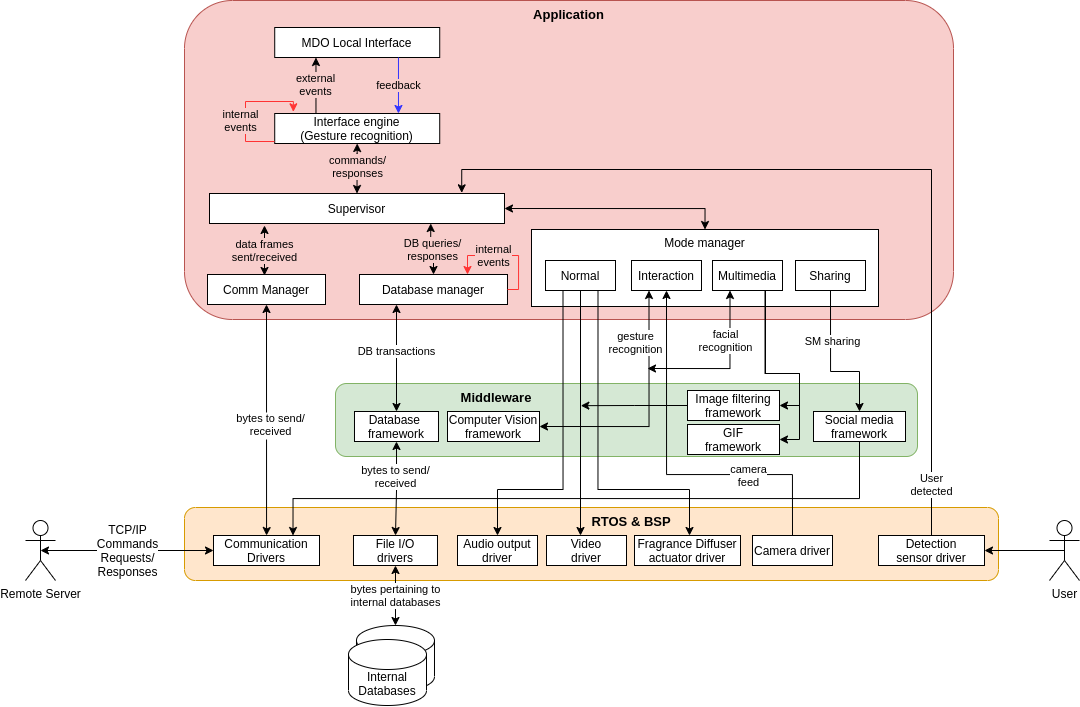 Application
MDO Local Interface
external
events
feedback
internal
events
Interface engine
(Gesture recognition)
commands/
responses
Supervisor
data frames
sent/received
DB queries/
responses
internal
events
Mode manager
Normal
Interaction
Multimedia
Sharing
Comm Manager
Database manager
gesture
recognition
facial
recognition
SM sharing
DB transactions
Middleware
Database
framework
Computer Vision
framework
Image filtering
framework
GIF
framework
Social media
framework
bytes to send/
received
bytes to send/
received
camera
feed
User
detected
RTOS & BSP
TCP/IP
Commands
Requests/
Responses
Communication
Drivers
File I/O
drivers
Audio output
driver
Video
driver
Fragrance Diffuser
actuator driver
Camera driver
Detection
sensor driver
Remote Server
User
bytes pertaining to
internal databases
Internal
Databases